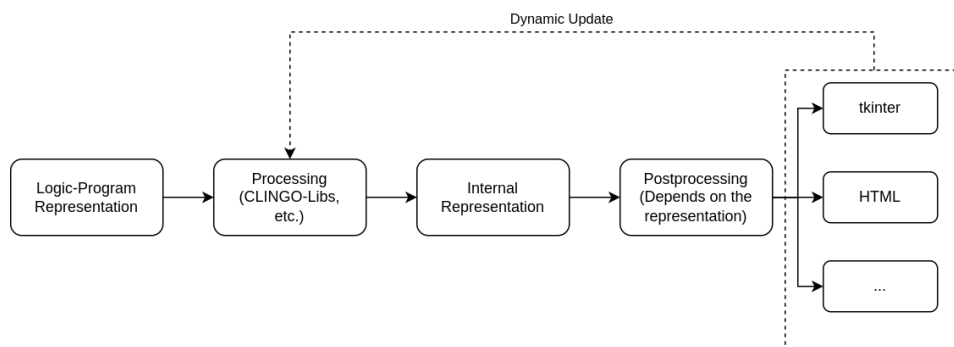 Dynamic Update
tkinter
Logic-Program
Representation
Processing
(CLINGO-Libs,
etc.)
Internal
Representation
Postprocessing
(Depends on the
representation)
HTML
...